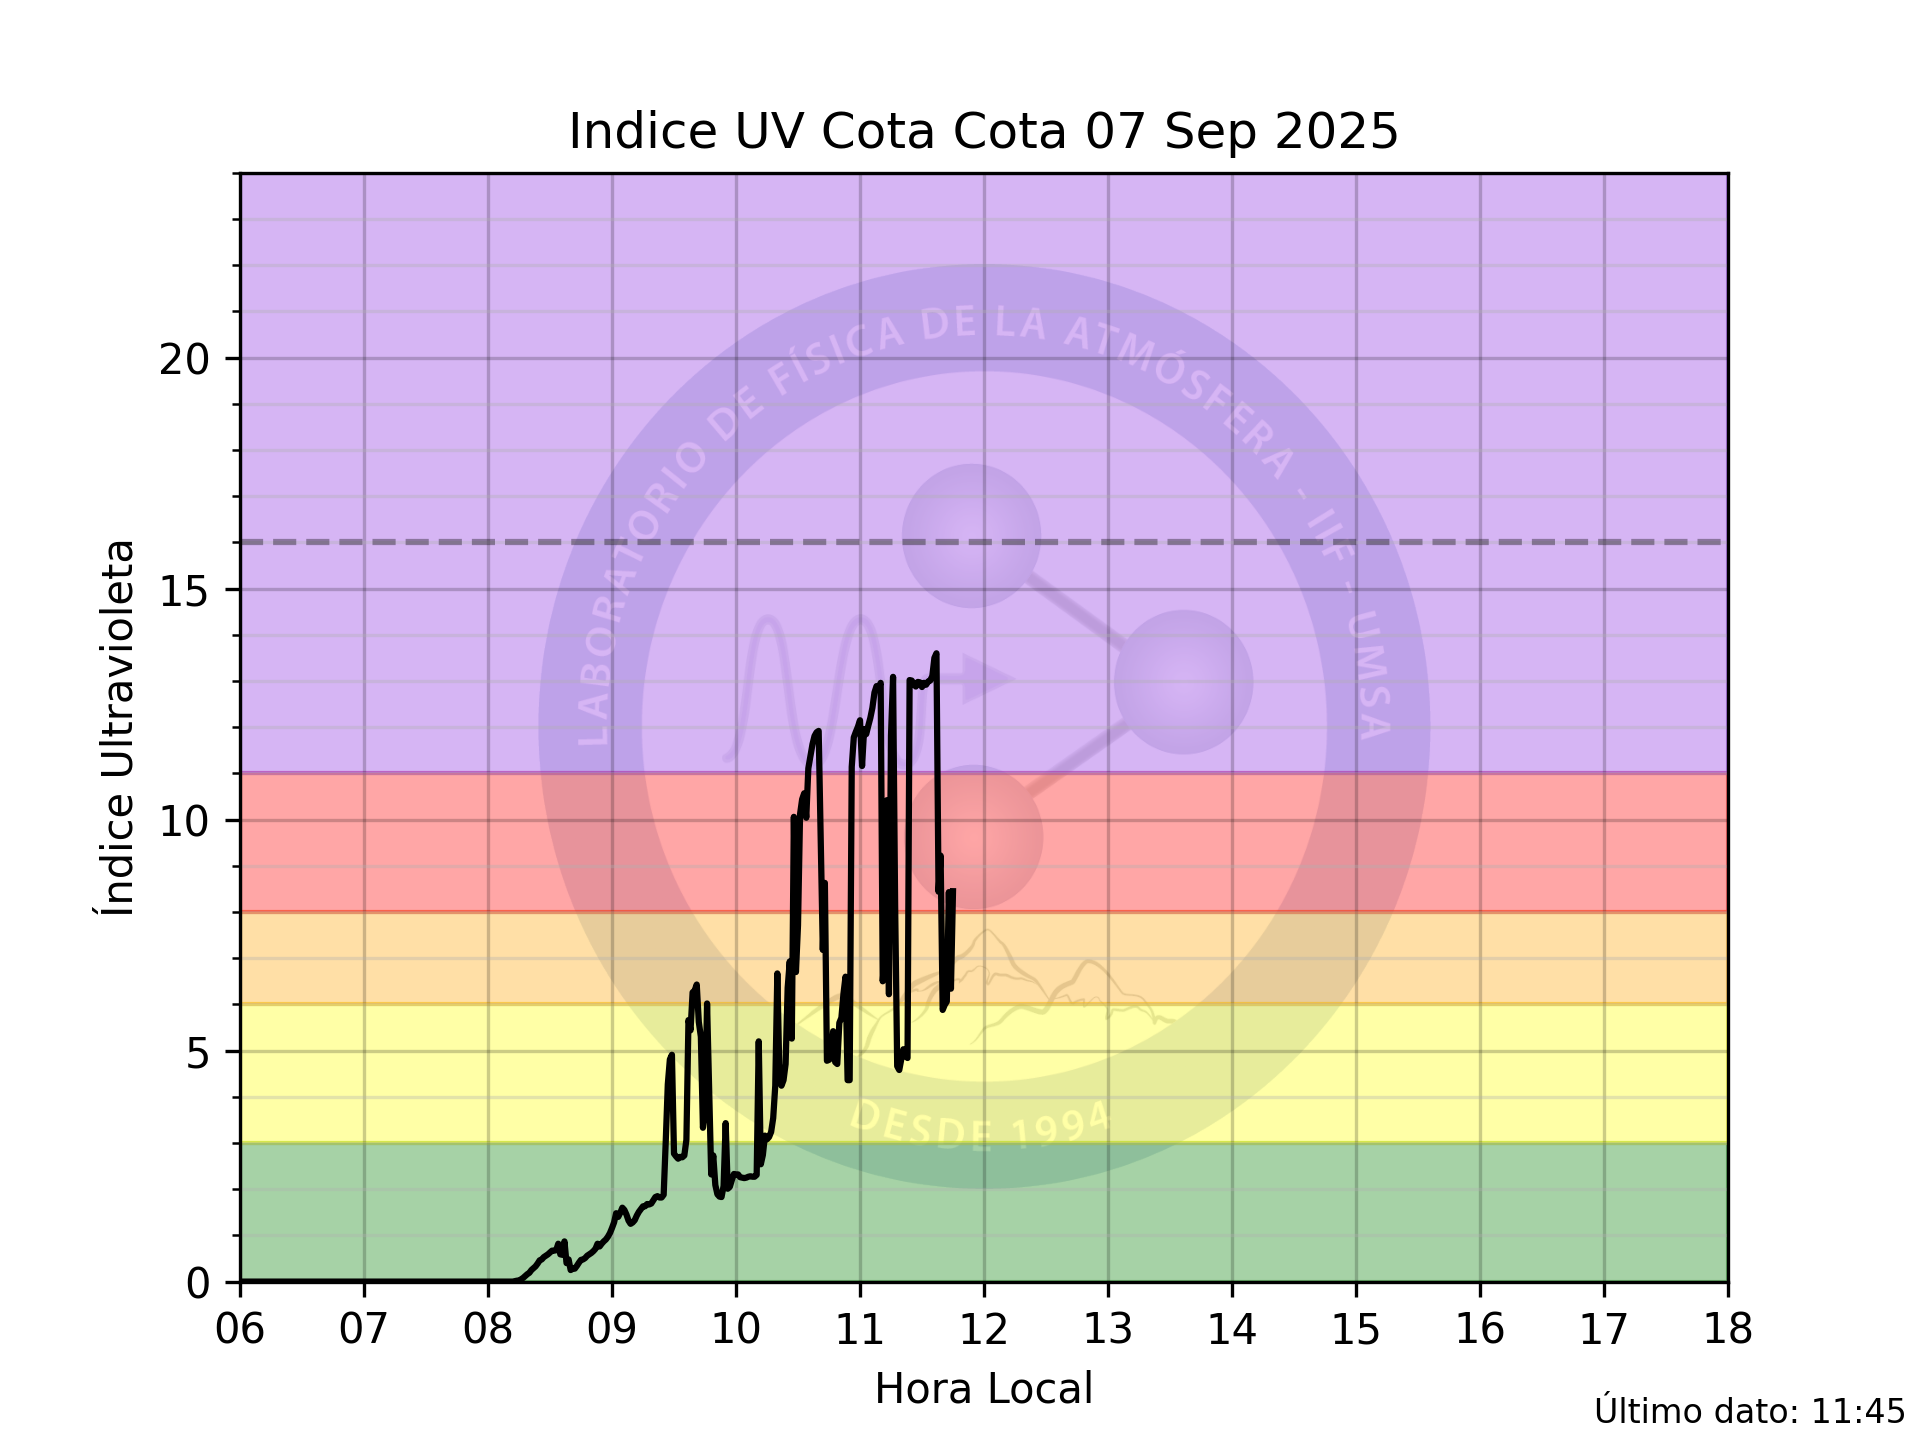 Indice UV Cota Cota 07 Sep 2025
LABORATORIO DE FÍSICA DE LA ATMÓSFERA - IIF - UMSA
DESDE 1994
Índice Ultravioleta
20
15
10
5
0
06 07 08 09 10 11 12 13 14 15 16 17 18
Hora Local
Último dato: 11:45